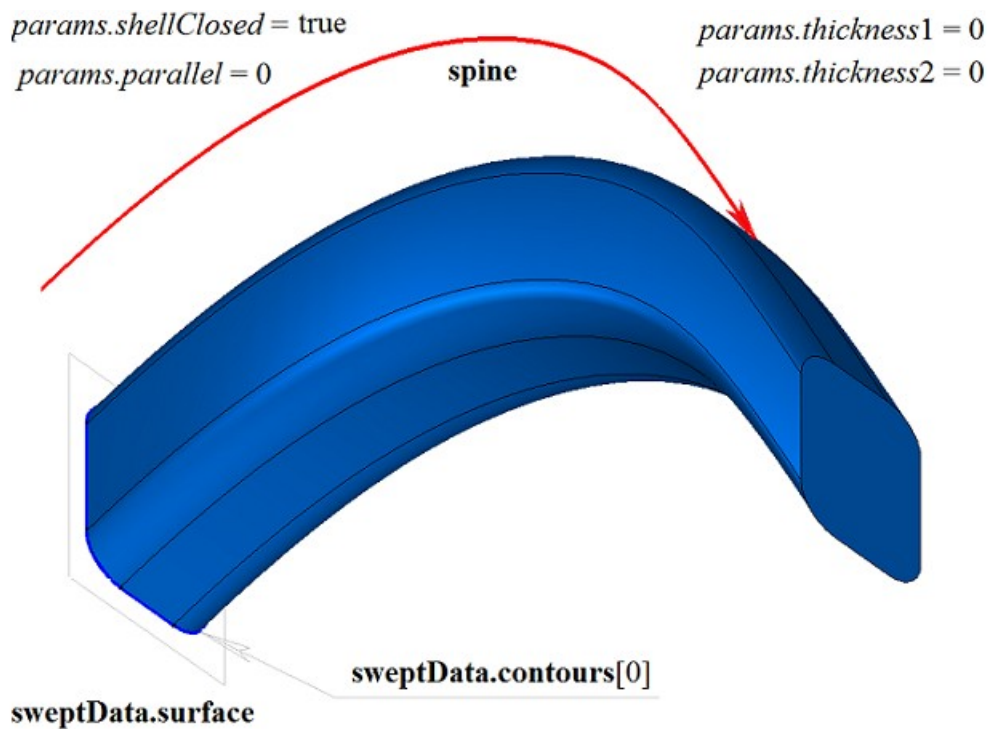 params.shellClosed = true
params.parallel = 0
params.thickness1 = 0
params.thickness2 = 0
spine
sweptData.contours[0]
sweptData.surface